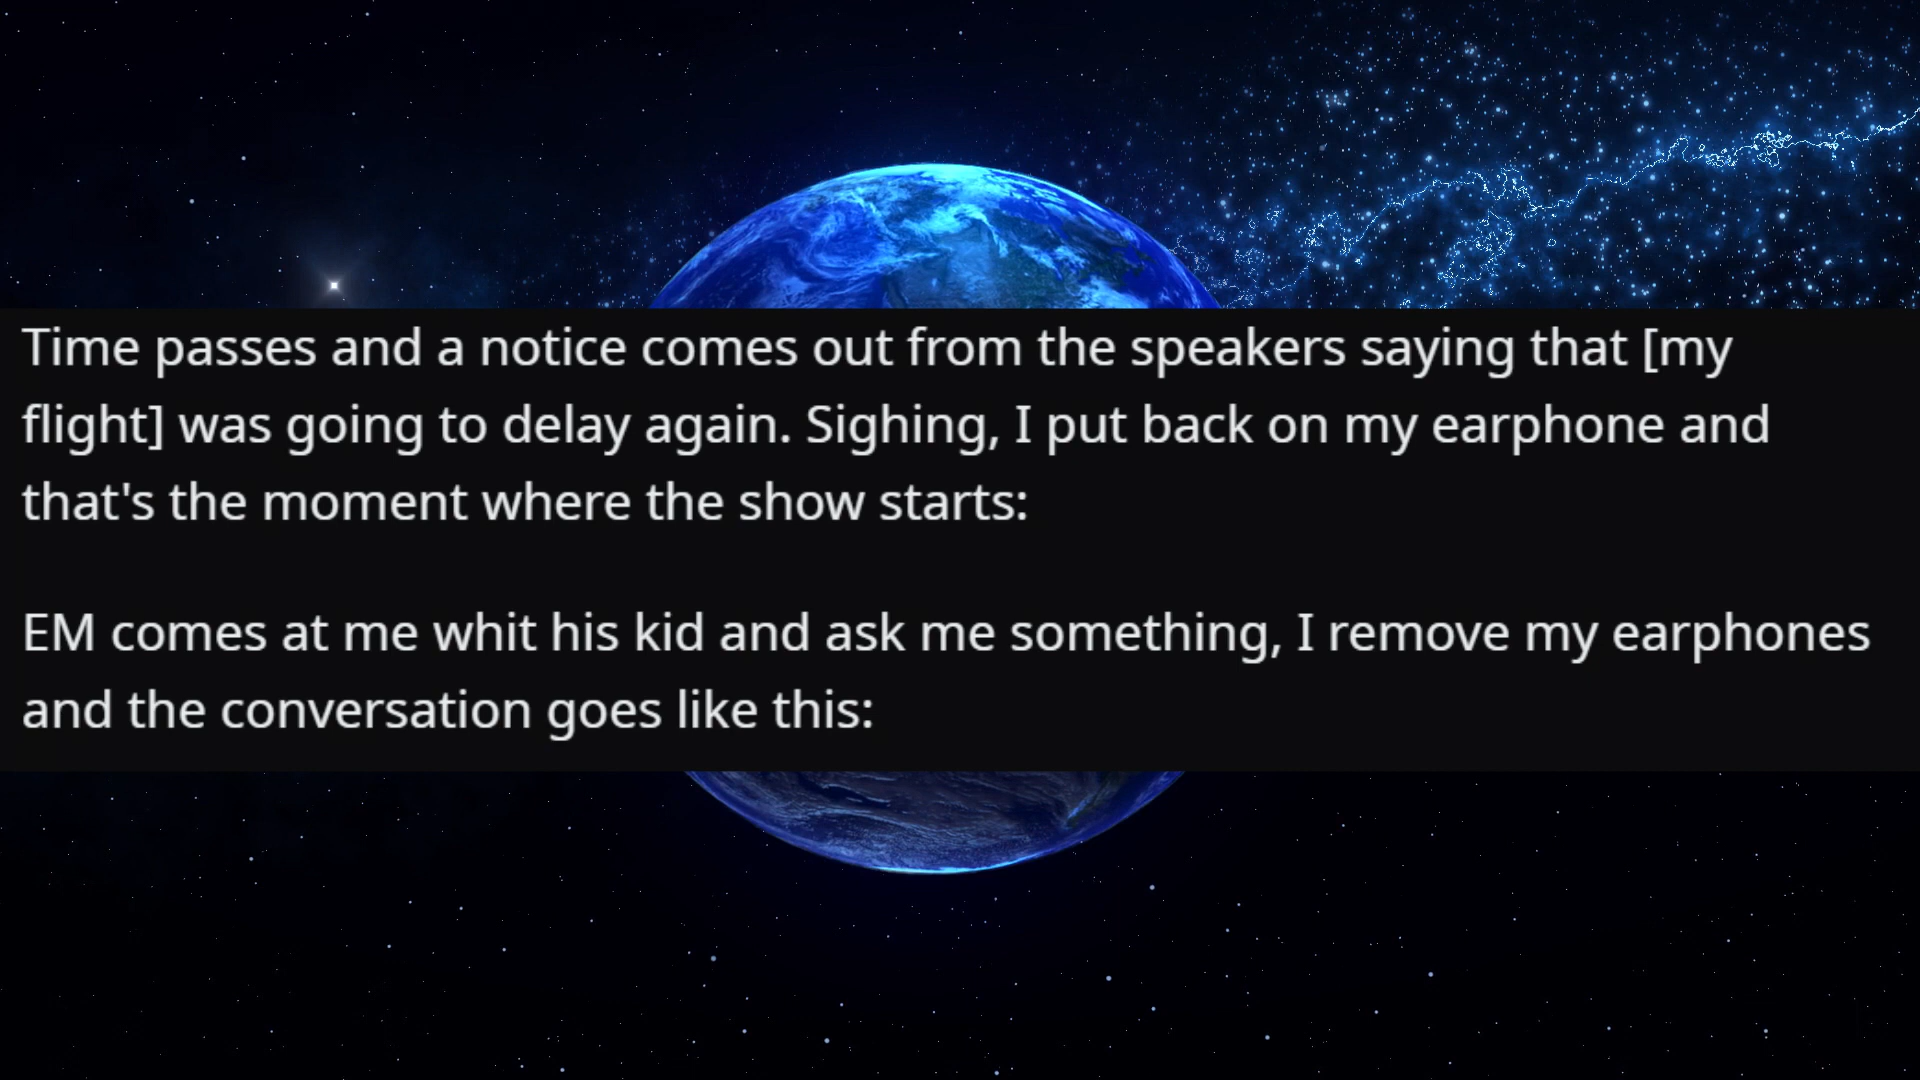 Time passes and a notice comes out from the speakers saying that [my
flight] was going to delay again. Sighing, I put back on my earphone and
that's the moment where the show starts:
EM comes at me whit his kid and ask me something, I remove my earphones
and the conversation goes like this: